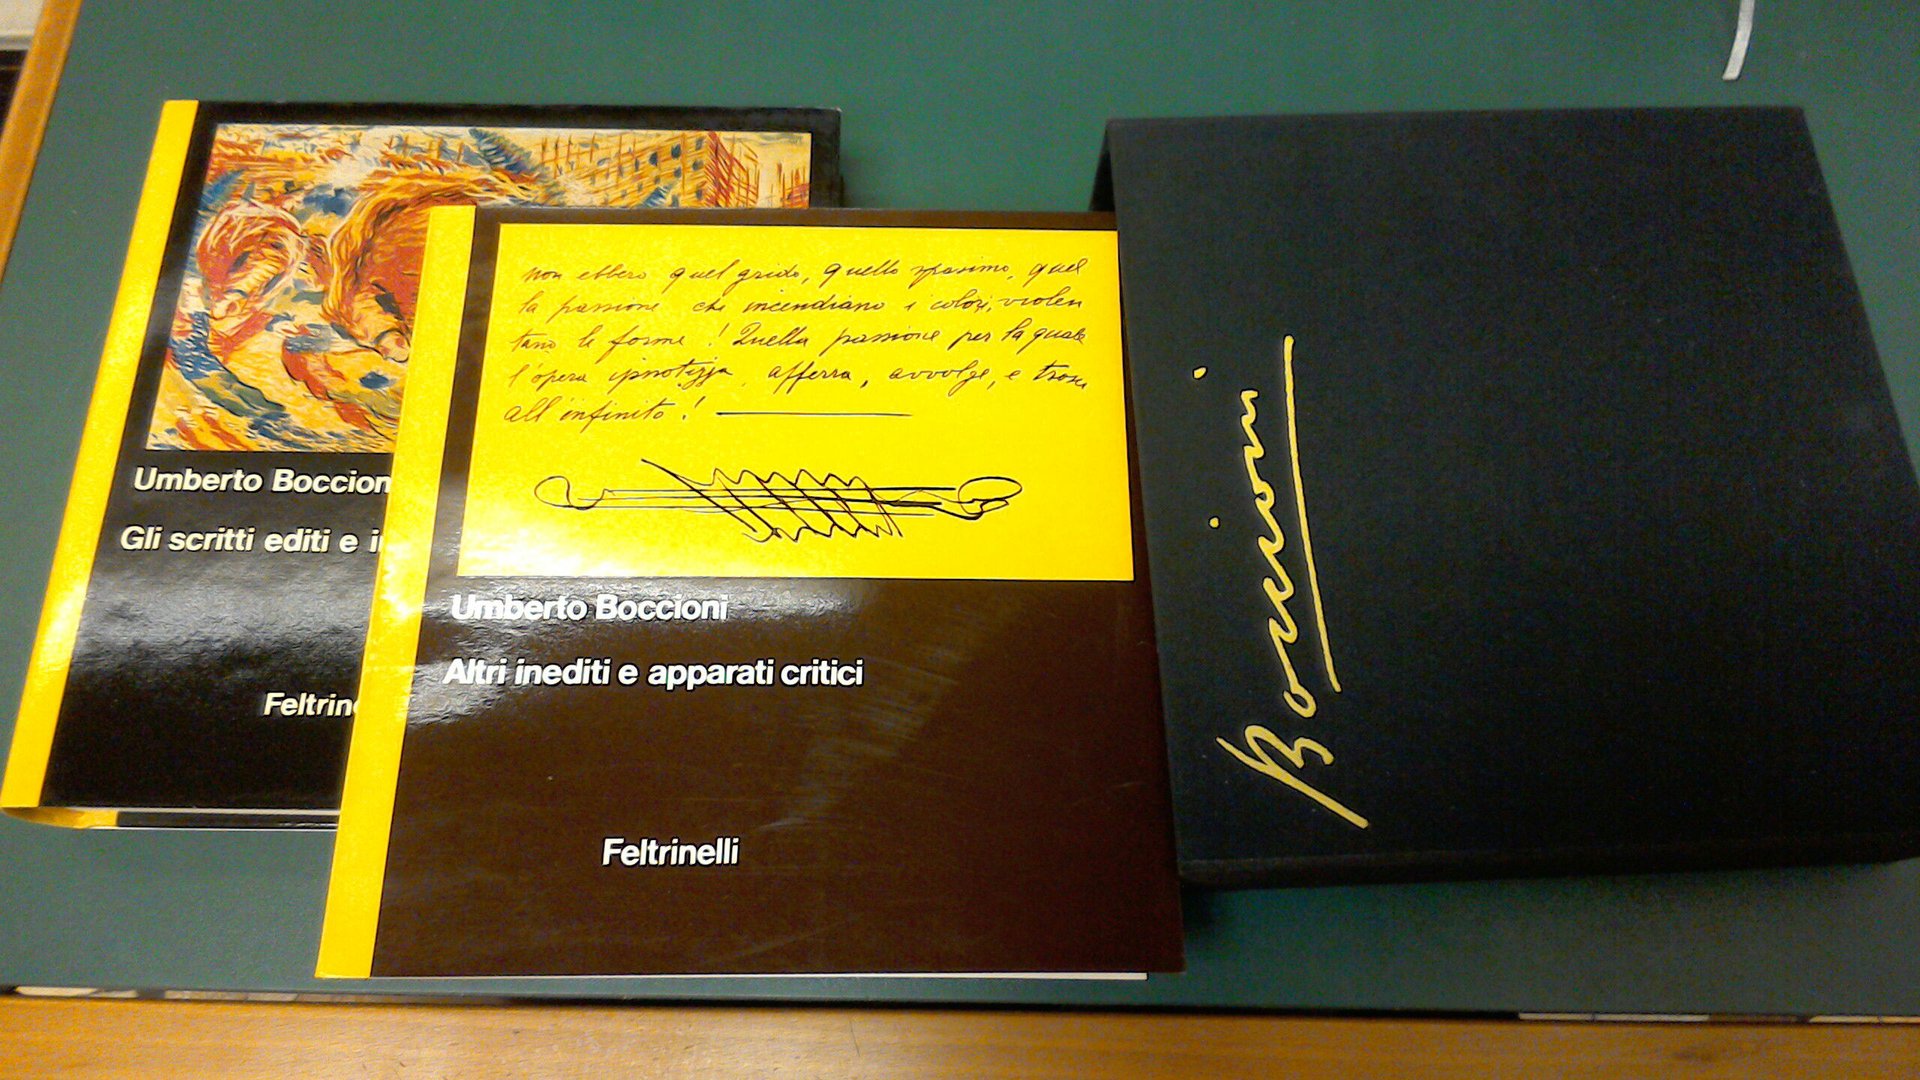 Umberto Boccion
Gli scritti editi e i
Feltrin
non ebbero quel grido, quello spasimo, quel
la passione che incendiano i colori, violen
tano le forme! Quella passione per la quale
l'opera ipnotizza, afferra, avvolge, e
all'infinito!
Umberto Boccioni
Altri inediti e apparati critici
Feltrinelli
Boccioni